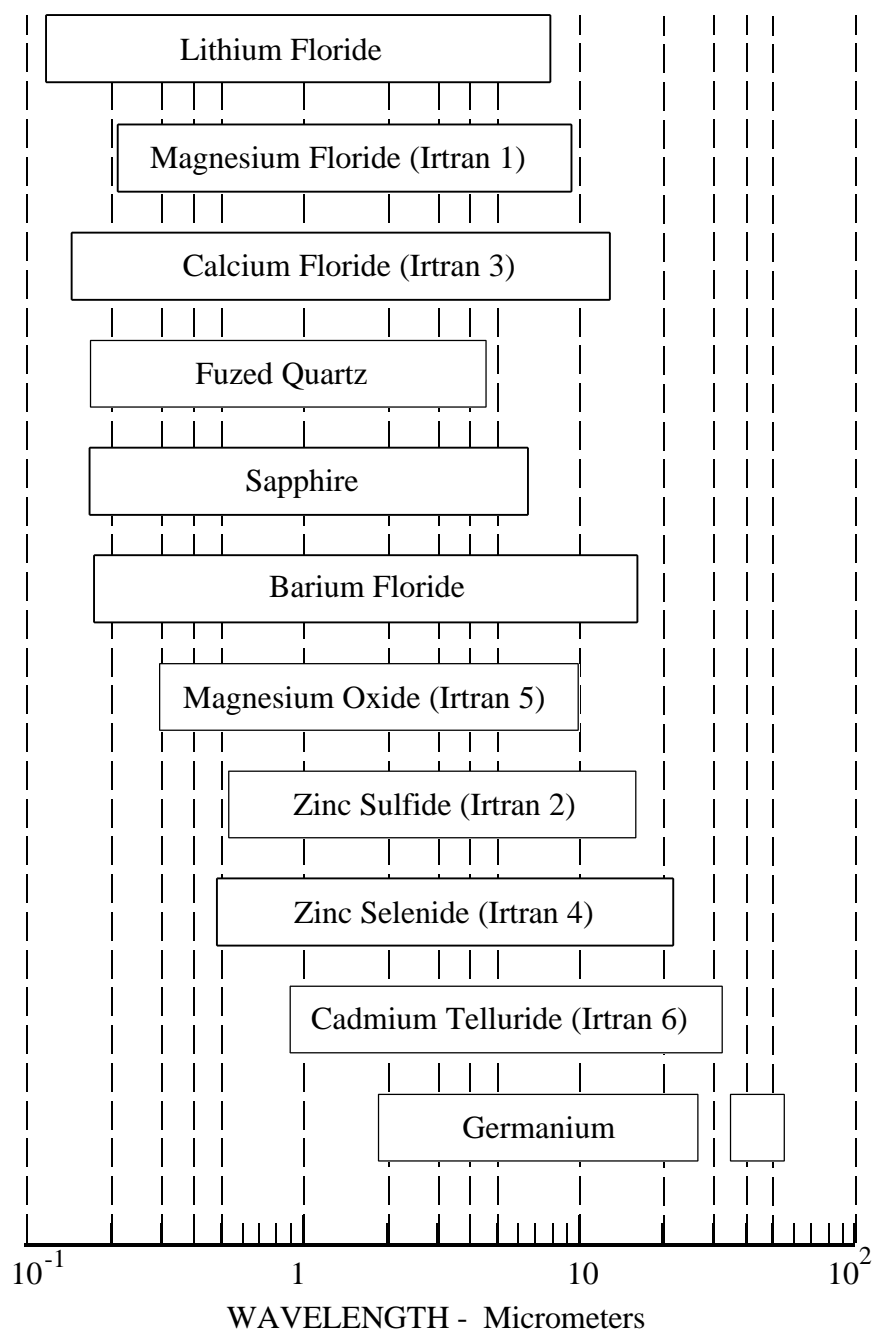 Lithium Floride
Magnesium Floride (Irtran 1)
Calcium Floride (Irtran 3)
Fuzed Quartz
Sapphire
Barium Floride
Magnesium Oxide (Irtran 5)
Zinc Sulfide (Irtran 2)
Zinc Selenide (Irtran 4)
Cadmium Telluride (Irtran 6)
Germanium
10⁻¹ 1 10 10²
WAVELENGTH - Micrometers